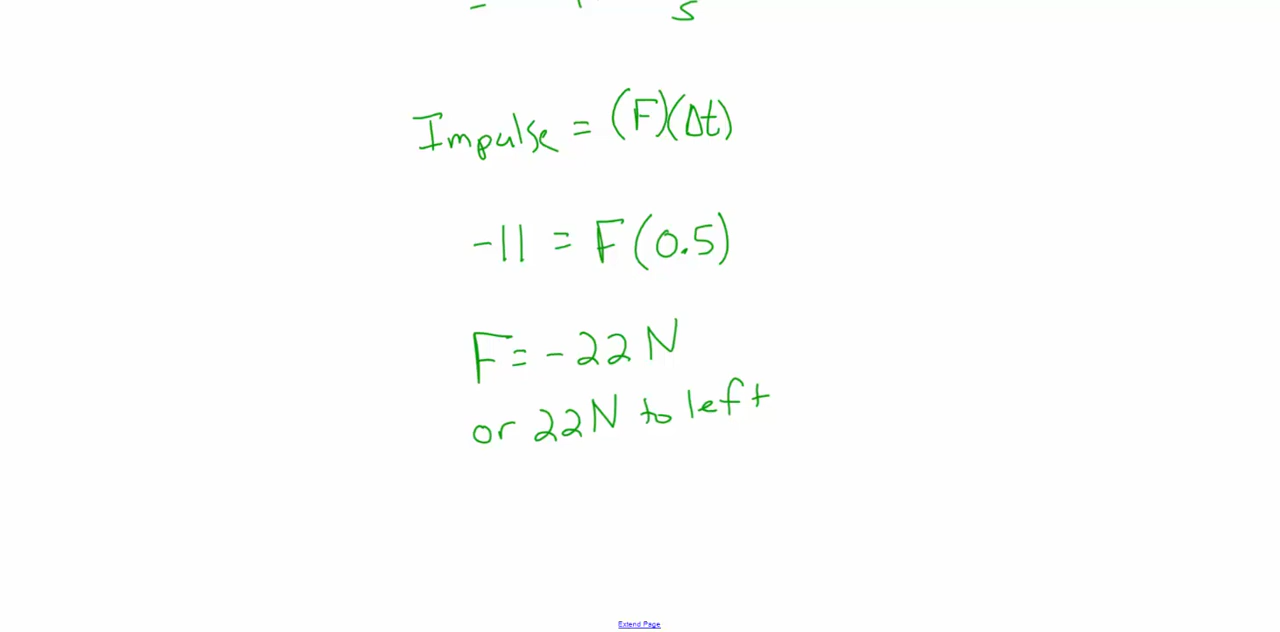 s
Impulse = (F)(Δt)
-11 = F(0.5)
F = -22 N
or 22N to left
Extend Page